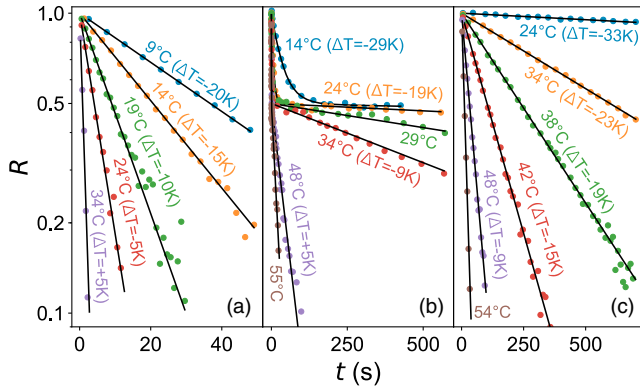 1.0
0.5
0.2
0.1
R
9°C (ΔT=-20K)
14°C (ΔT=-15K)
19°C (ΔT=-10K)
24°C (ΔT=-5K)
34°C (ΔT=+5K)
(a)
0 20 40
14°C (ΔT=-29K)
24°C (ΔT=-19K)
29°C
34°C (ΔT=-9K)
48°C (ΔT=+5K)
55°C
(b)
0 250 500
24°C (ΔT=-33K)
34°C (ΔT=-23K)
38°C (ΔT=-19K)
42°C (ΔT=-15K)
48°C (ΔT=-9K)
54°C
(c)
0 250 500
t (s)